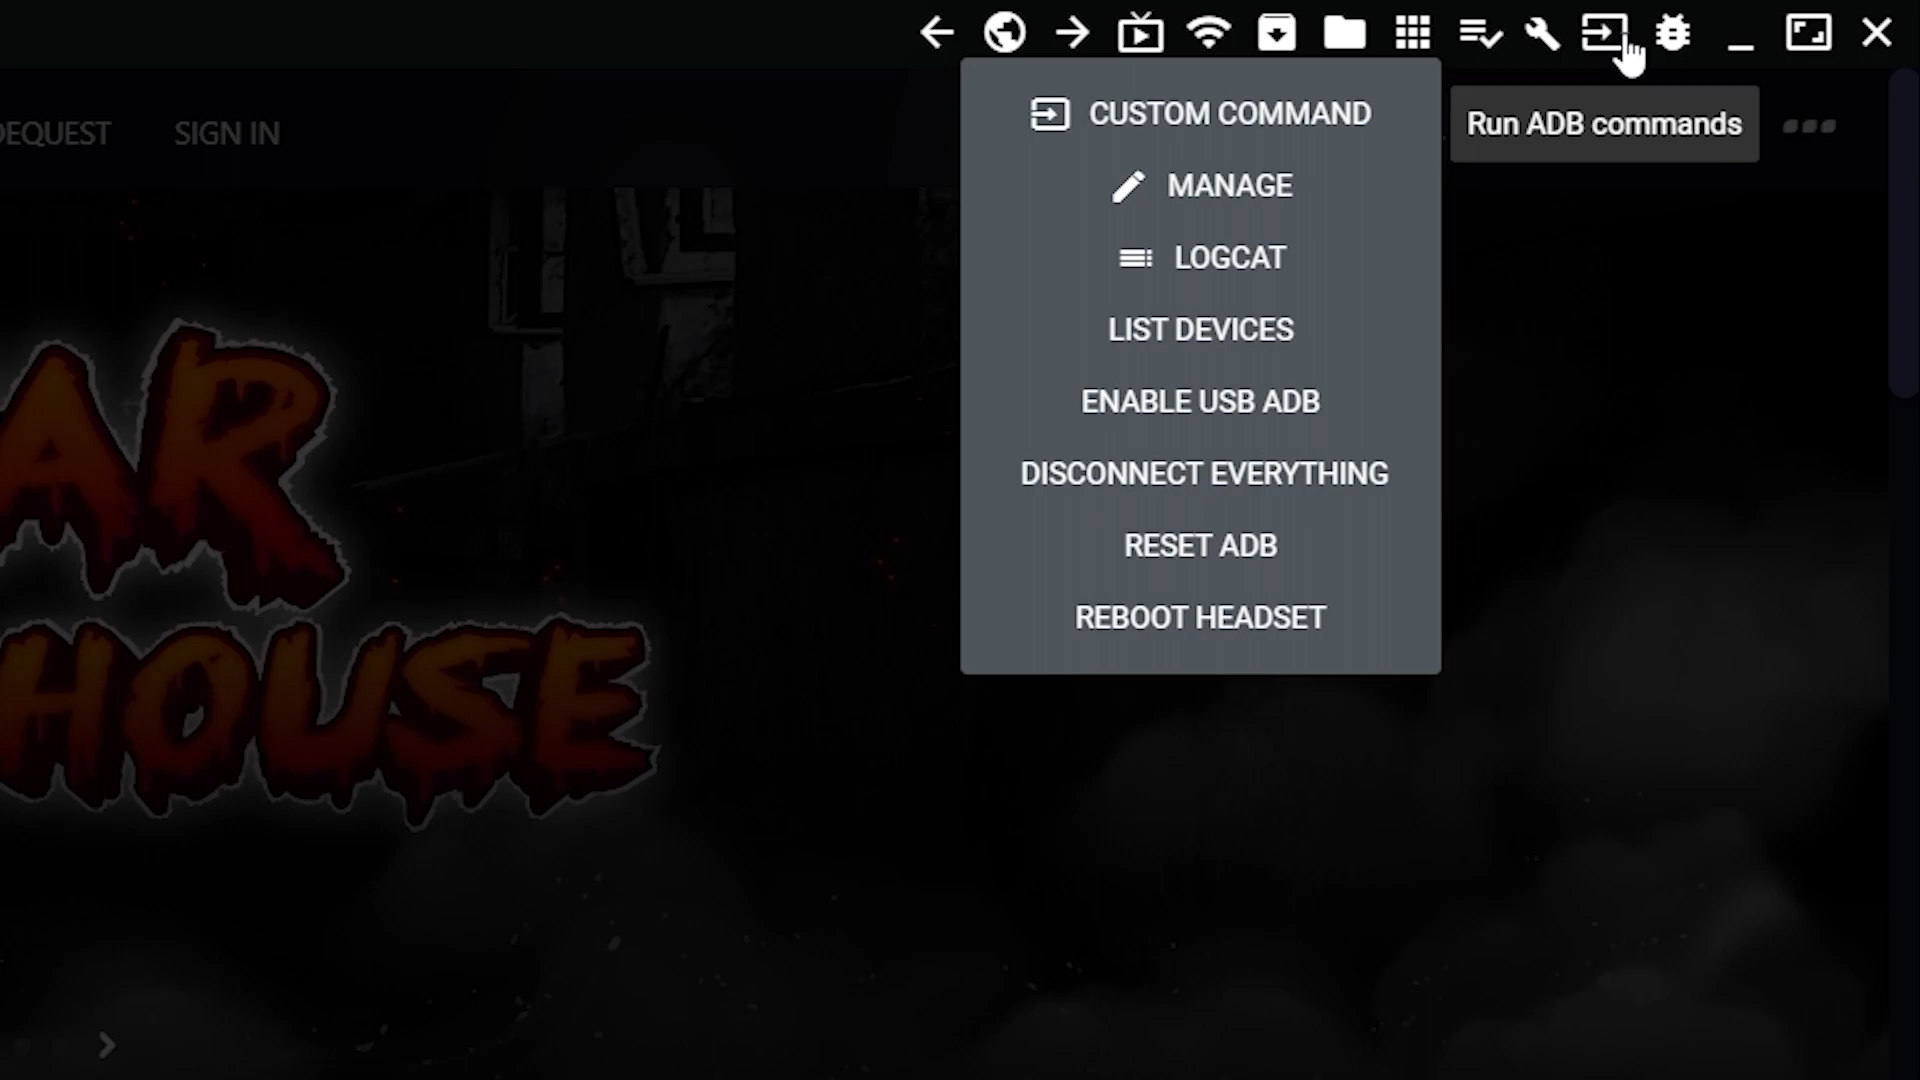 EQUEST SIGN IN
CUSTOM COMMAND
Run ADB commands
MANAGE
LOGCAT
LIST DEVICES
ENABLE USB ADB
DISCONNECT EVERYTHING
RESET ADB
REBOOT HEADSET
AR
HOUSE